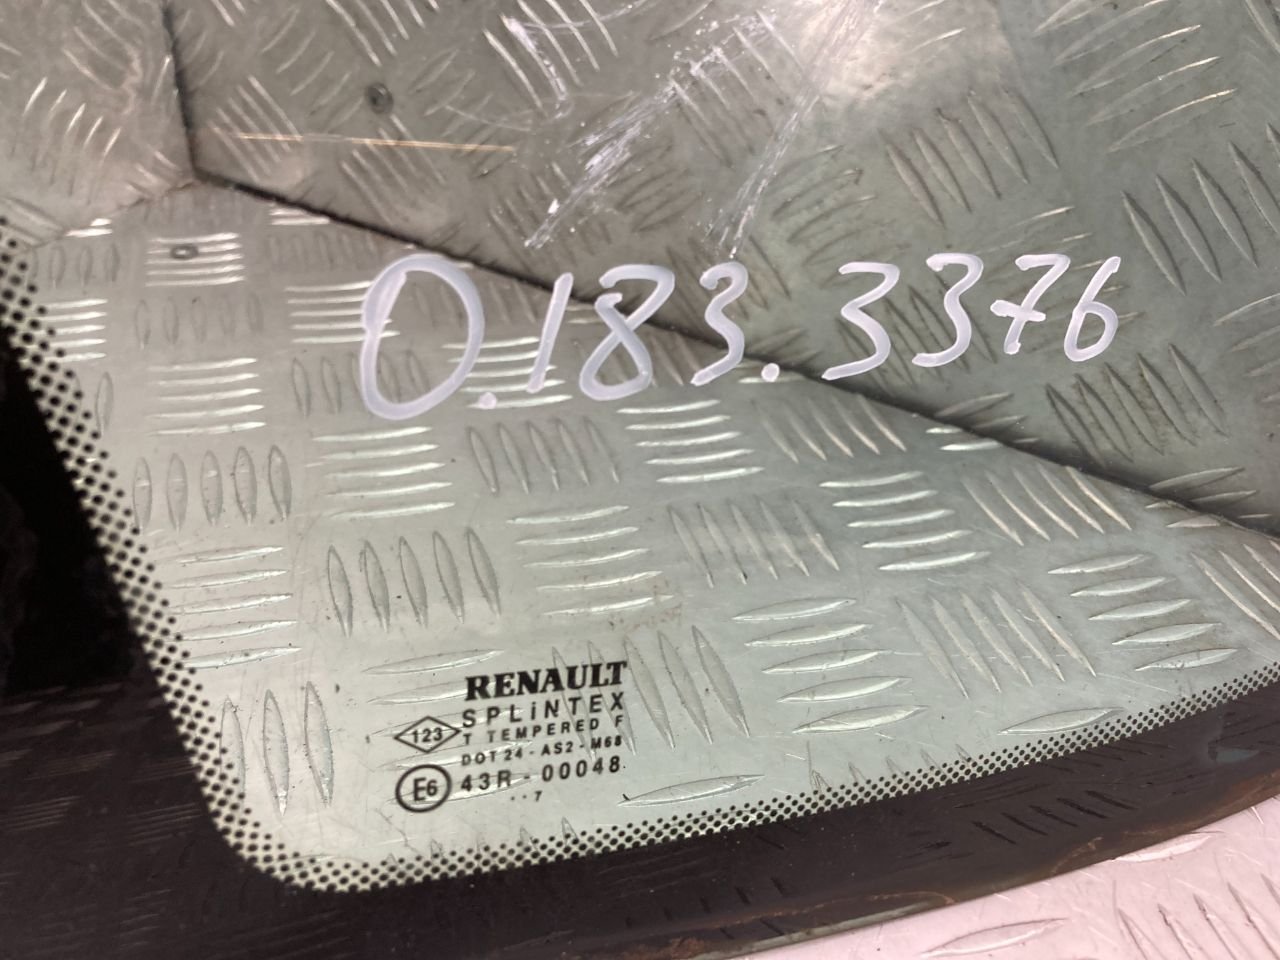 0.183.3376
RENAULT
SPLiNTEX
123
T TEMPERED F
DOT 24 - AS2 - M68
E6 43R - 00048
. . 7